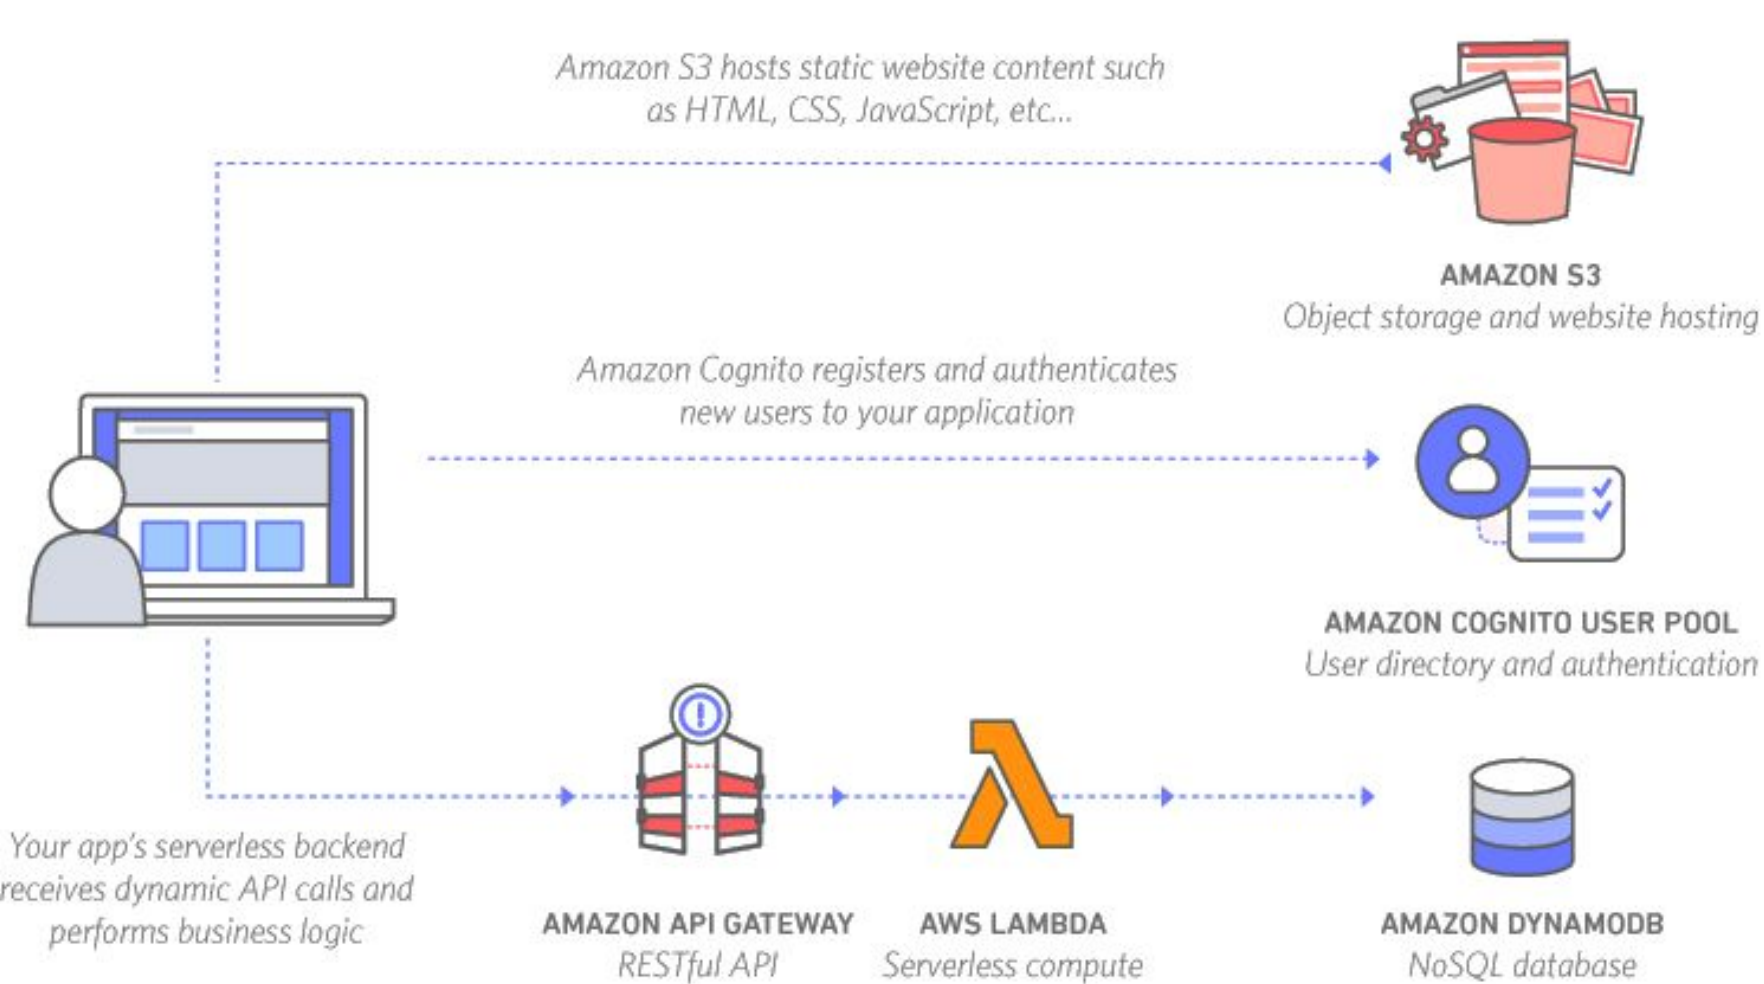 Amazon S3 hosts static website content such
as HTML, CSS, JavaScript, etc...
AMAZON S3
Object storage and website hosting
Amazon Cognito registers and authenticates
new users to your application
AMAZON COGNITO USER POOL
User directory and authentication
Your app's serverless backend
receives dynamic API calls and
performs business logic
AMAZON API GATEWAY
RESTful API
AWS LAMBDA
Serverless compute
AMAZON DYNAMODB
NoSQL database